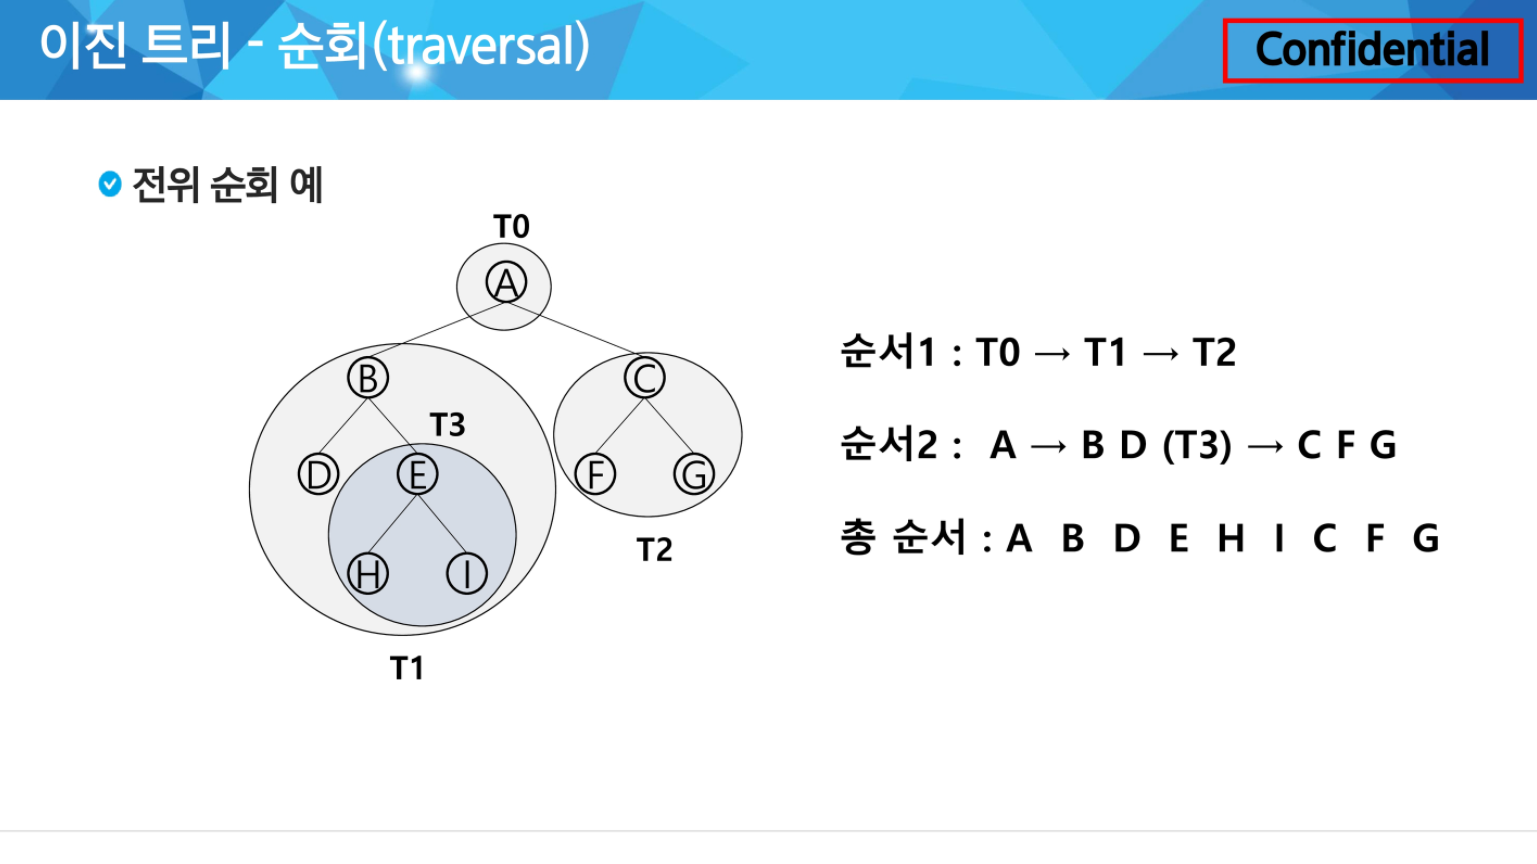 이진 트리 - 순회(traversal)
Confidential
전위 순회 예
T0
A
B
C
T3
D
E
F
G
H
I
T2
T1
순서1 : T0 → T1 → T2
순서2 : A → B D (T3) → C F G
총 순서 : A B D E H I C F G